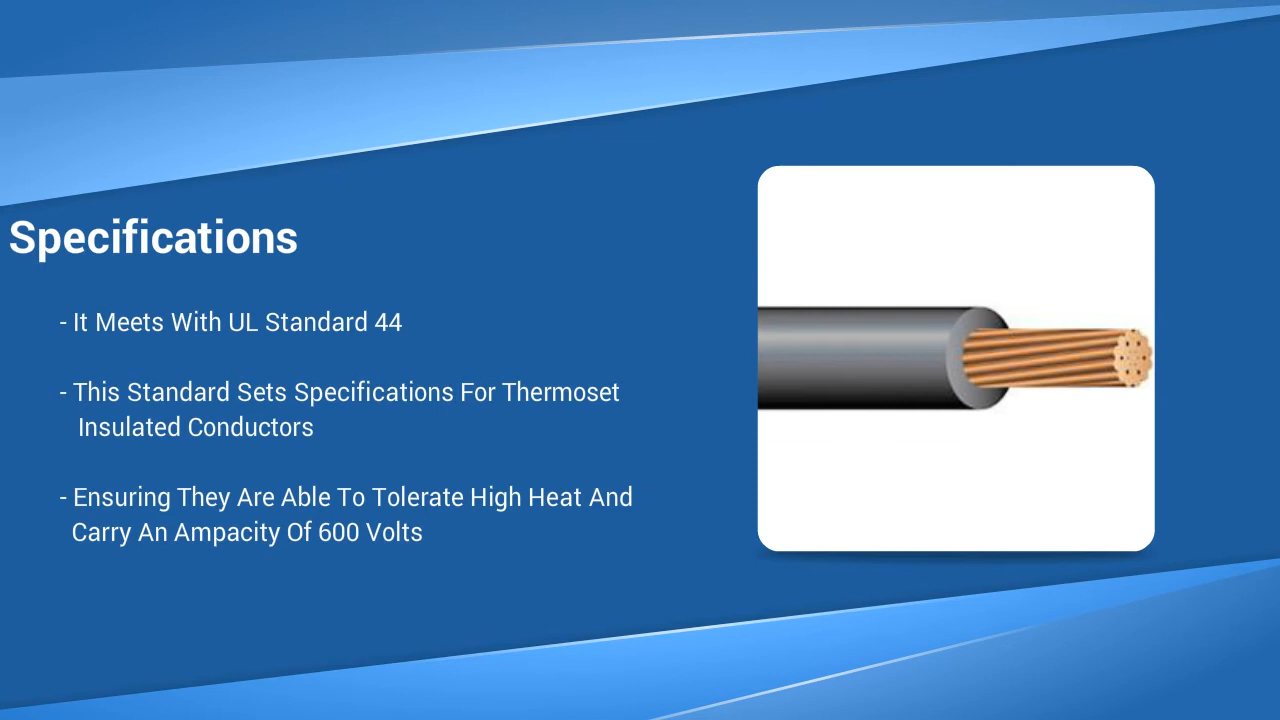 Specifications
- It Meets With UL Standard 44
- This Standard Sets Specifications For Thermoset
Insulated Conductors
- Ensuring They Are Able To Tolerate High Heat And
Carry An Ampacity Of 600 Volts